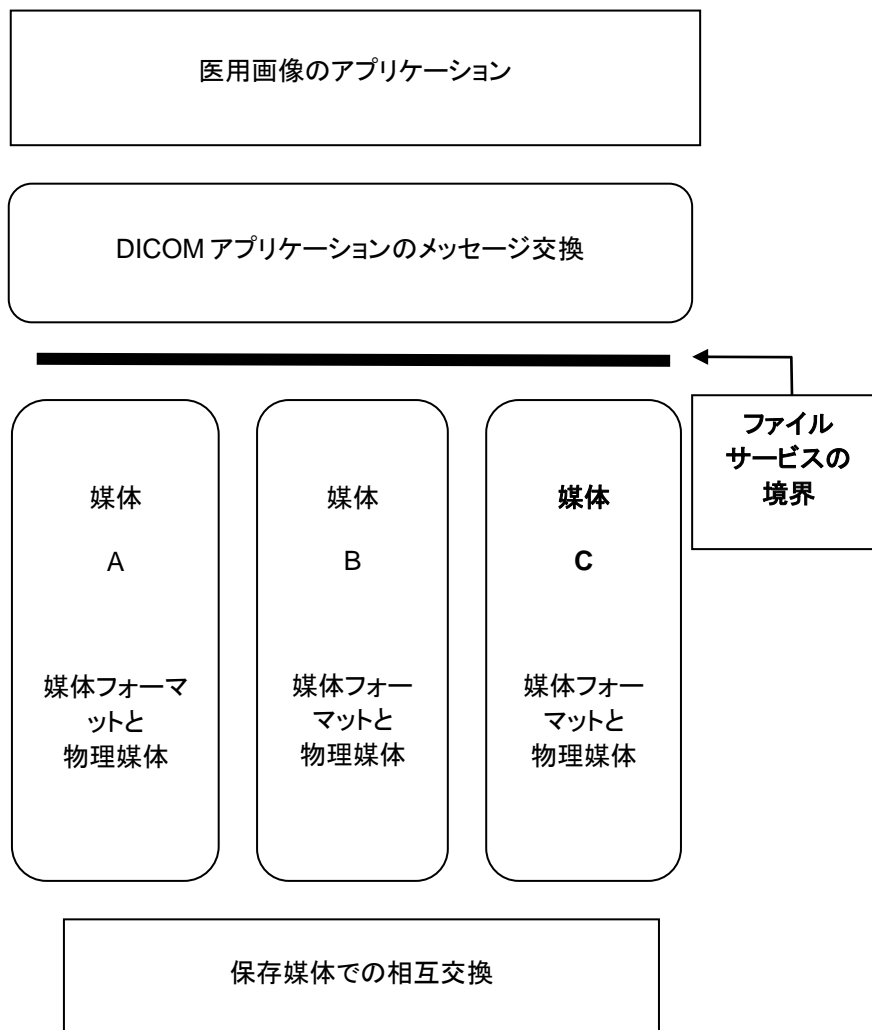 医用画像のアプリケーション
DICOM アプリケーションのメッセージ交換
ファイル
サービスの
境界
媒体
A
媒体フォーマ
ットと
物理媒体
媒体
B
媒体フォー
マットと
物理媒体
媒体
C
媒体フォー
マットと
物理媒体
保存媒体での相互交換